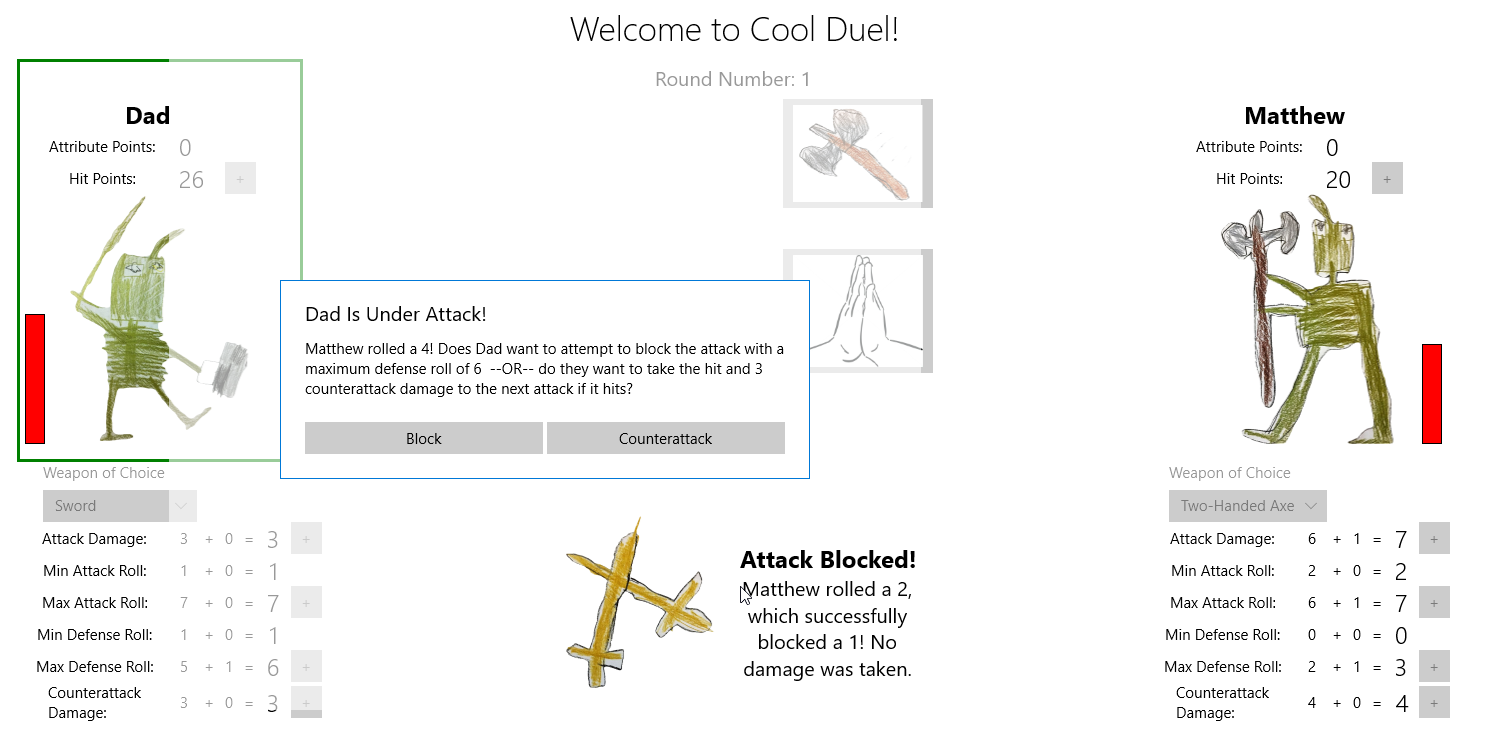 Welcome to Cool Duel!
Round Number: 1
Dad
Attribute Points: 0
Hit Points: 26 +
Matthew
Attribute Points: 0
Hit Points: 20 +
Dad Is Under Attack!
Matthew rolled a 4! Does Dad want to attempt to block the attack with a
maximum defense roll of 6  --OR-- do they want to take the hit and 3
counterattack damage to the next attack if it hits?
Block Counterattack
Weapon of Choice
Sword
Attack Damage: 3 + 0 = 3 +
Min Attack Roll: 1 + 0 = 1
Max Attack Roll: 7 + 0 = 7 +
Min Defense Roll: 1 + 0 = 1
Max Defense Roll: 5 + 1 = 6 +
Counterattack
Damage: 3 + 0 = 3 +
Attack Blocked!
Matthew rolled a 2,
which successfully
blocked a 1! No
damage was taken.
Weapon of Choice
Two-Handed Axe
Attack Damage: 6 + 1 = 7 +
Min Attack Roll: 2 + 0 = 2
Max Attack Roll: 6 + 1 = 7 +
Min Defense Roll: 0 + 0 = 0
Max Defense Roll: 2 + 1 = 3 +
Counterattack
Damage: 4 + 0 = 4 +